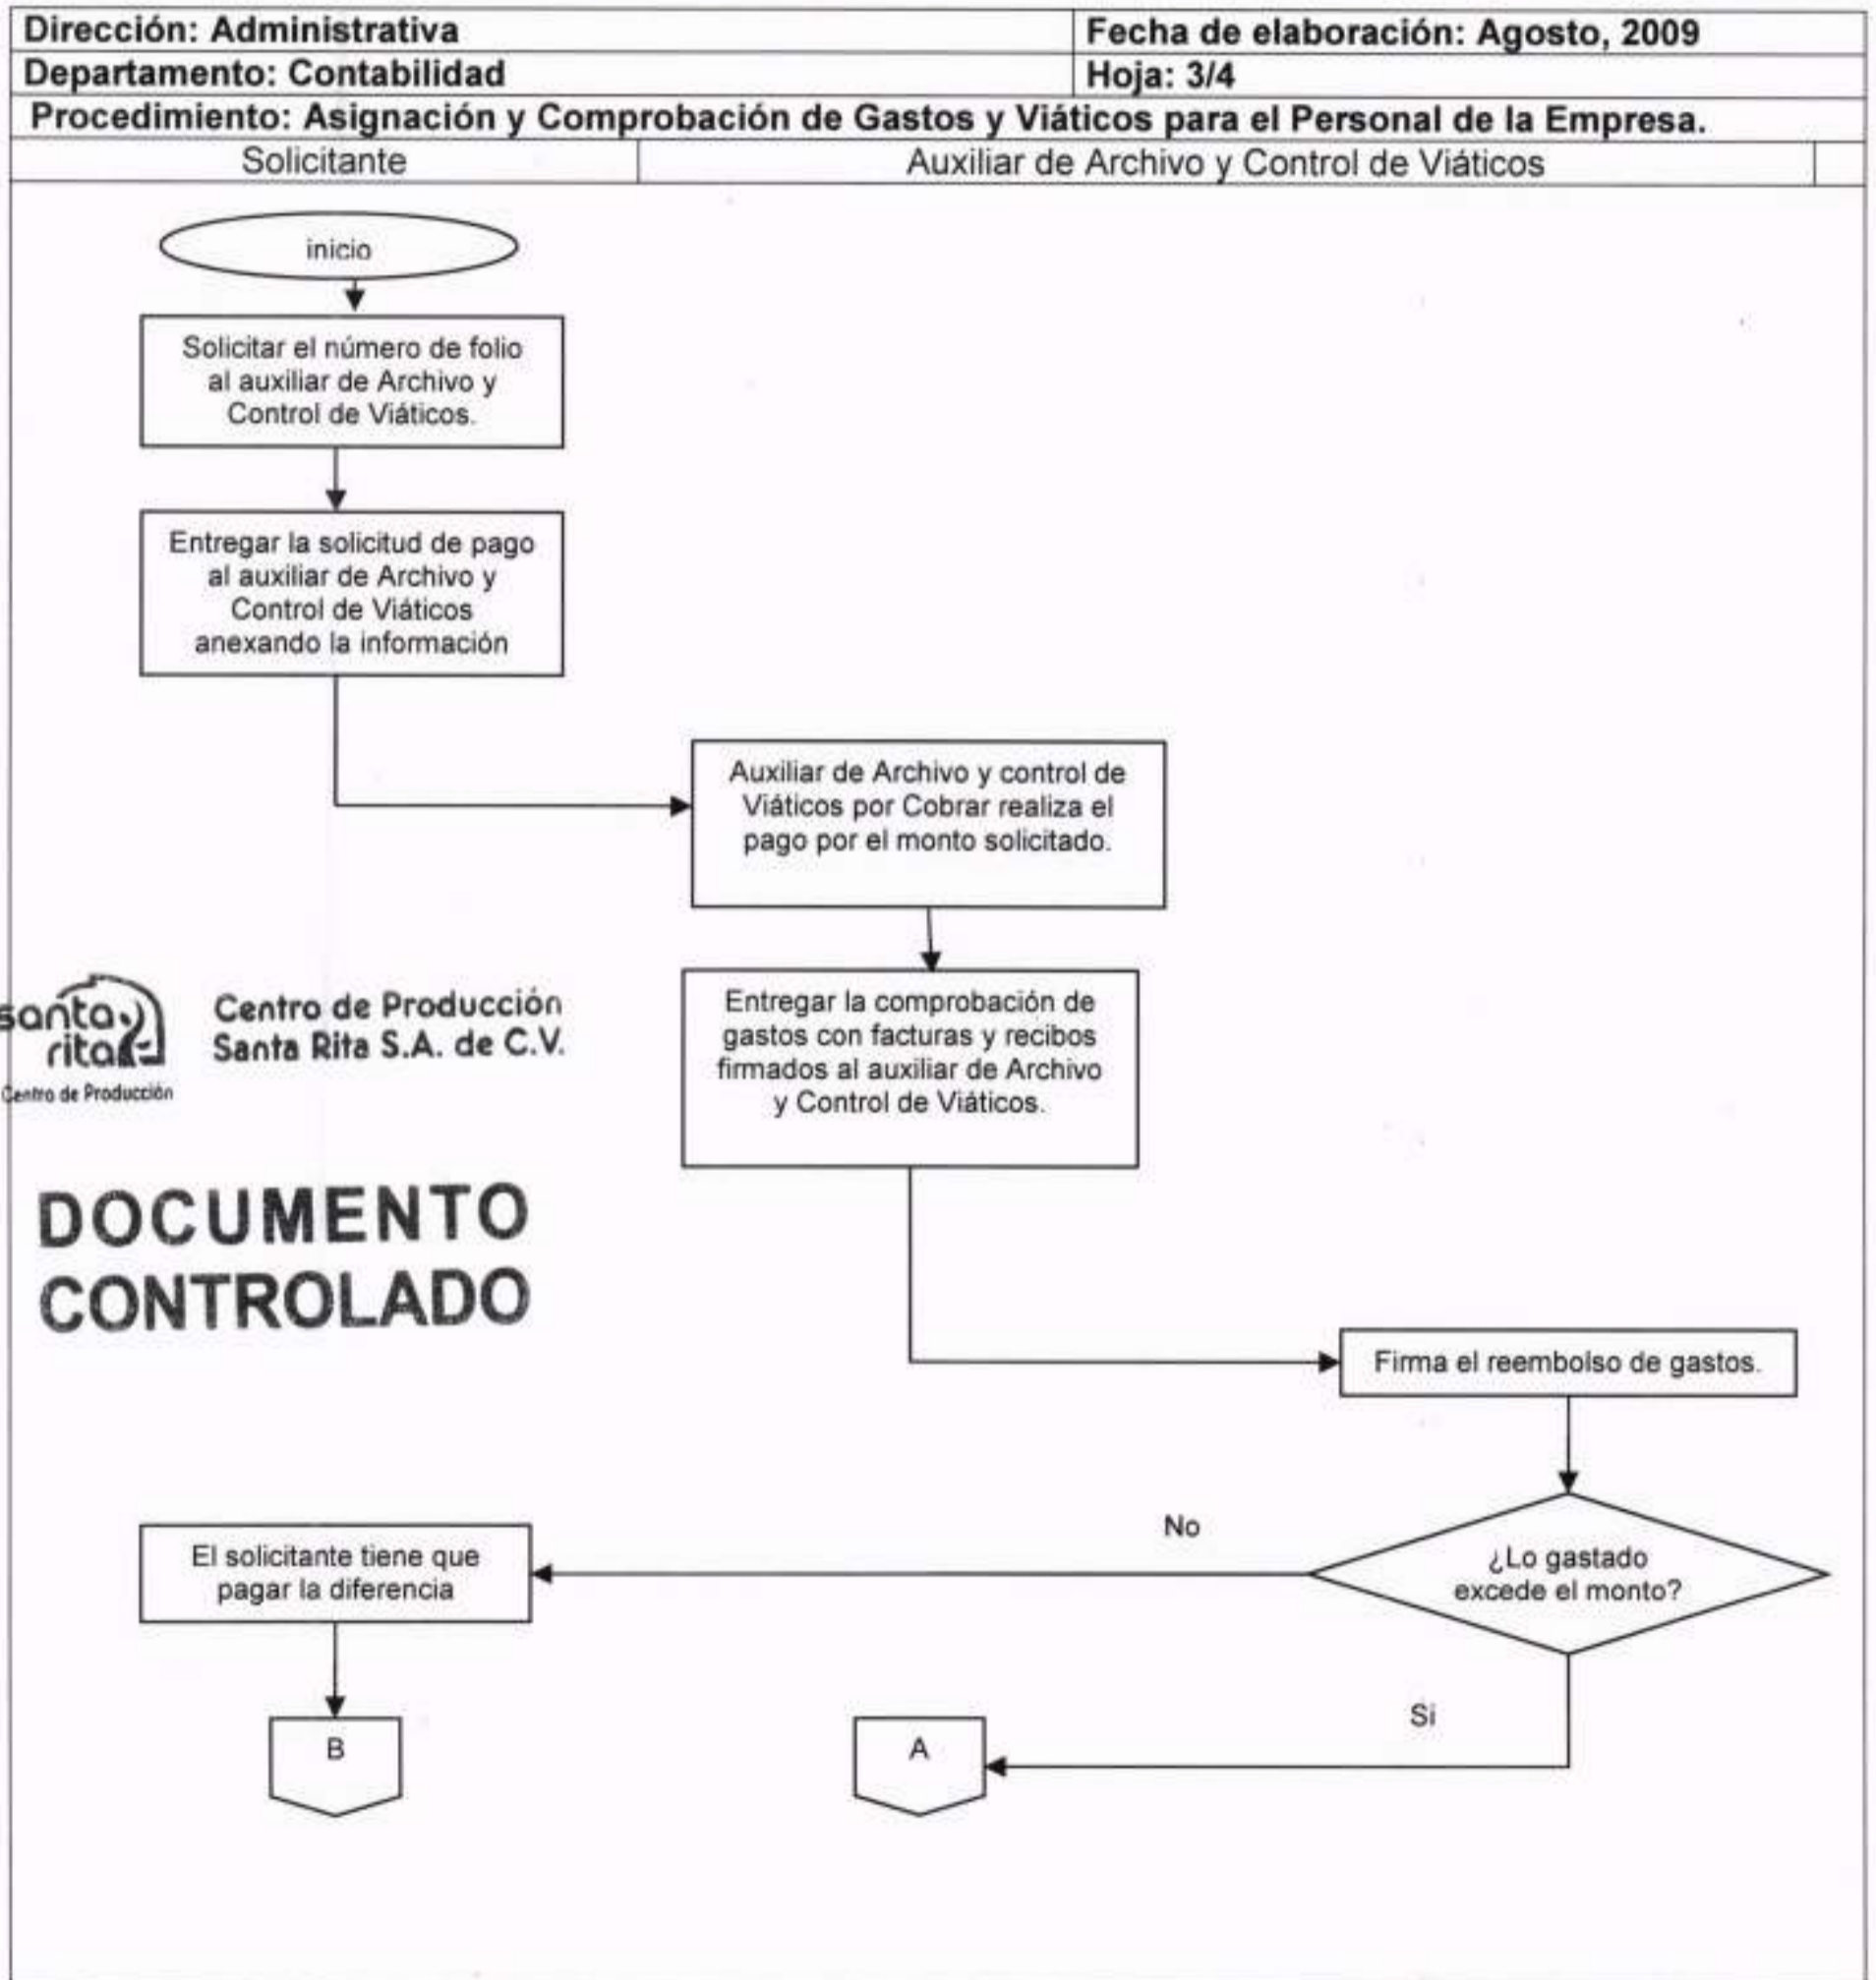 Dirección: Administrativa
Fecha de elaboración: Agosto, 2009
Departamento: Contabilidad
Hoja: 3/4
Procedimiento: Asignación y Comprobación de Gastos y Viáticos para el Personal de la Empresa.
Solicitante
Auxiliar de Archivo y Control de Viáticos
inicio
Solicitar el número de folio
al auxiliar de Archivo y
Control de Viáticos.
Entregar la solicitud de pago
al auxiliar de Archivo y
Control de Viáticos
anexando la información
Auxiliar de Archivo y control de
Viáticos por Cobrar realiza el
pago por el monto solicitado.
santa
rita
Centro de Producción
Centro de Producción
Santa Rita S.A. de C.V.
Entregar la comprobación de
gastos con facturas y recibos
firmados al auxiliar de Archivo
y Control de Viáticos.
DOCUMENTO
CONTROLADO
Firma el reembolso de gastos.
¿Lo gastado
excede el monto?
No
El solicitante tiene que
pagar la diferencia
Si
B
A